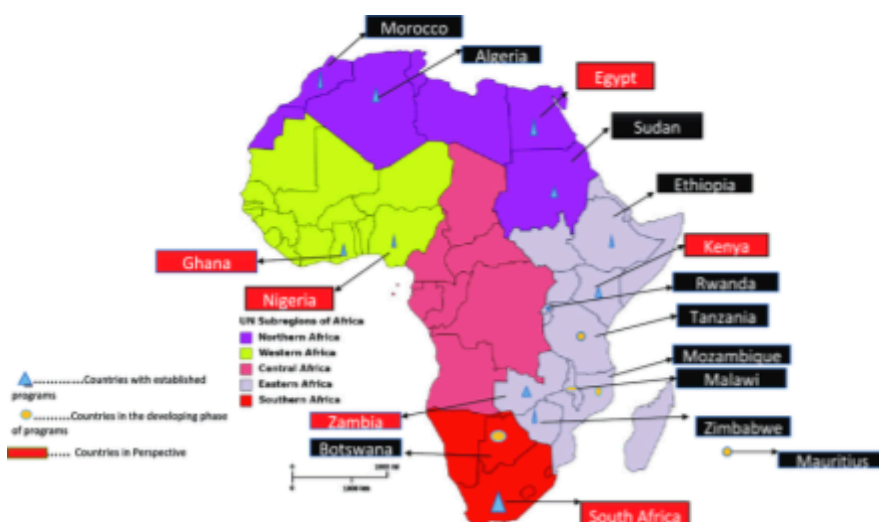 Morocco
Algeria
Egypt
Sudan
Ethiopia
Ghana
Kenya
Nigeria
Rwanda
UN Subregions of Africa
Northern Africa
Western Africa
Central Africa
Eastern Africa
Southern Africa
Tanzania
Mozambique
Malawi
............Countries with established
programs
............Countries in the developing phase
of programs
..... Countries in Perspective
Zambia
Zimbabwe
Botswana
Mauritius
South Africa
0